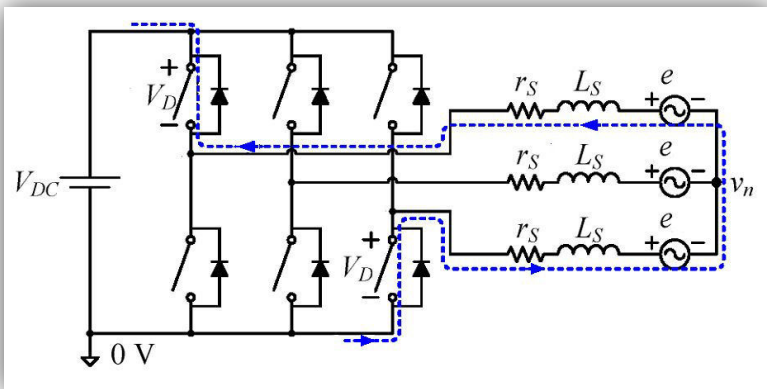 +
V_D
−
r_S L_S + e −
V_DC
r_S L_S + e −
v_n
+
V_D
−
r_S L_S + e −
0 V